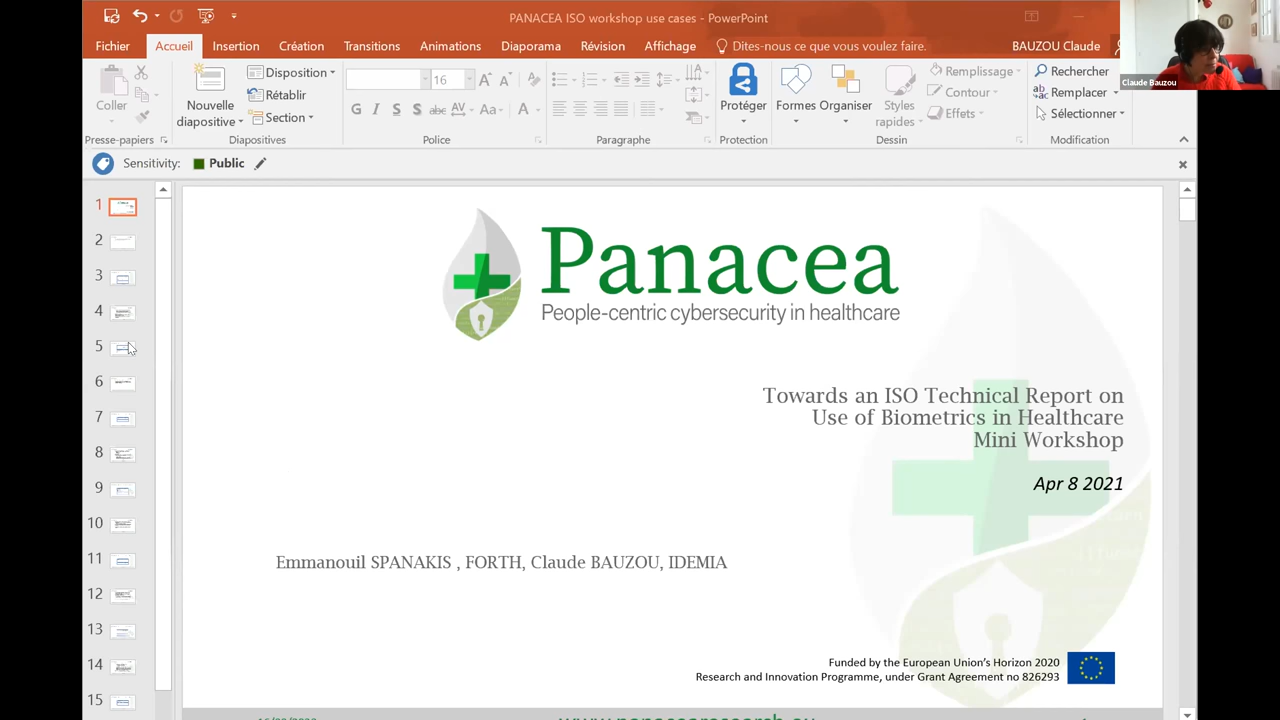 PANACEA ISO workshop use cases - PowerPoint
Fichier Accueil Insertion Création Transitions Animations Diaporama Révision Affichage Dites-nous ce que vous voulez faire. BAUZOU Claude
Claude Bauzou
Coller
Nouvelle
diapositive
Disposition
Rétablir
Section
16
G I S S abc AV Aa A
Protéger
Formes Organiser
Styles
rapides
Remplissage
Contour
Effets
Rechercher
Remplacer
Sélectionner
Presse-papiers Diapositives Police Paragraphe Protection Dessin Modification
Sensitivity: Public
1
2
3
4
5
6
7
8
9
10
11
12
13
14
15
Panacea
People-centric cybersecurity in healthcare
Towards an ISO Technical Report on
Use of Biometrics in Healthcare
Mini Workshop
Apr 8 2021
Emmanouil SPANAKIS , FORTH, Claude BAUZOU, IDEMIA
Funded by the European Union's Horizon 2020
Research and Innovation Programme, under Grant Agreement no 826293